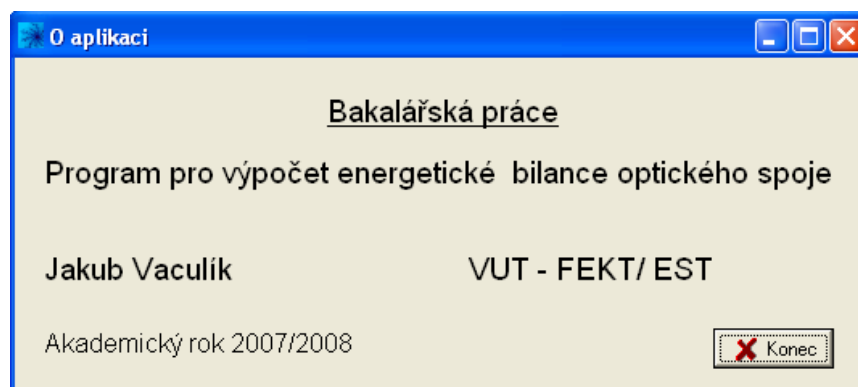 O aplikaci
Bakalářská práce
Program pro výpočet energetické bilance optického spoje
Jakub Vaculík VUT - FEKT/ EST
Akademický rok 2007/2008
Konec